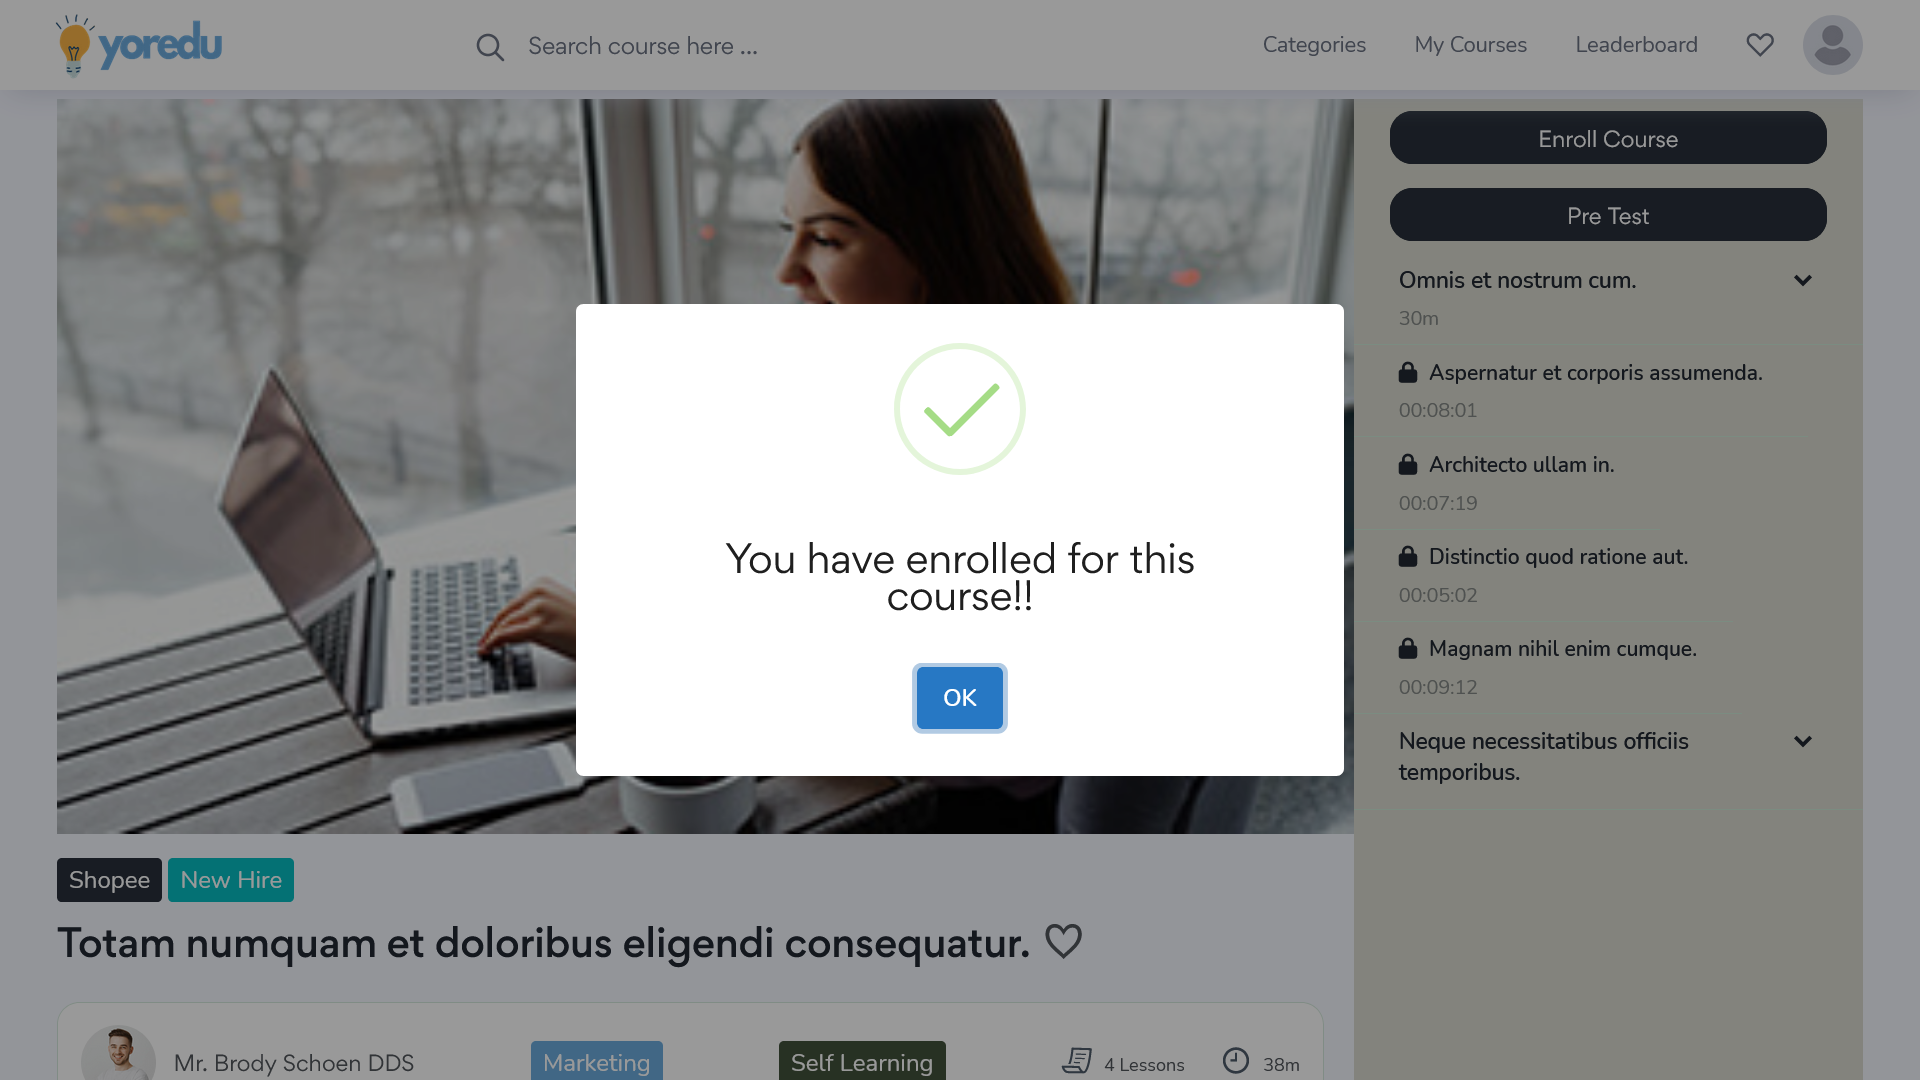 yoredu
Search course here ...
Categories
My Courses
Leaderboard
Enroll Course
Pre Test
Omnis et nostrum cum.
30m
Aspernatur et corporis assumenda.
00:08:01
Architecto ullam in.
00:07:19
Distinctio quod ratione aut.
00:05:02
Magnam nihil enim cumque.
00:09:12
Neque necessitatibus officiis
temporibus.
You have enrolled for this
course!!
OK
Shopee
New Hire
Totam numquam et doloribus eligendi consequatur.
Mr. Brody Schoen DDS
Marketing
Self Learning
4 Lessons
38m